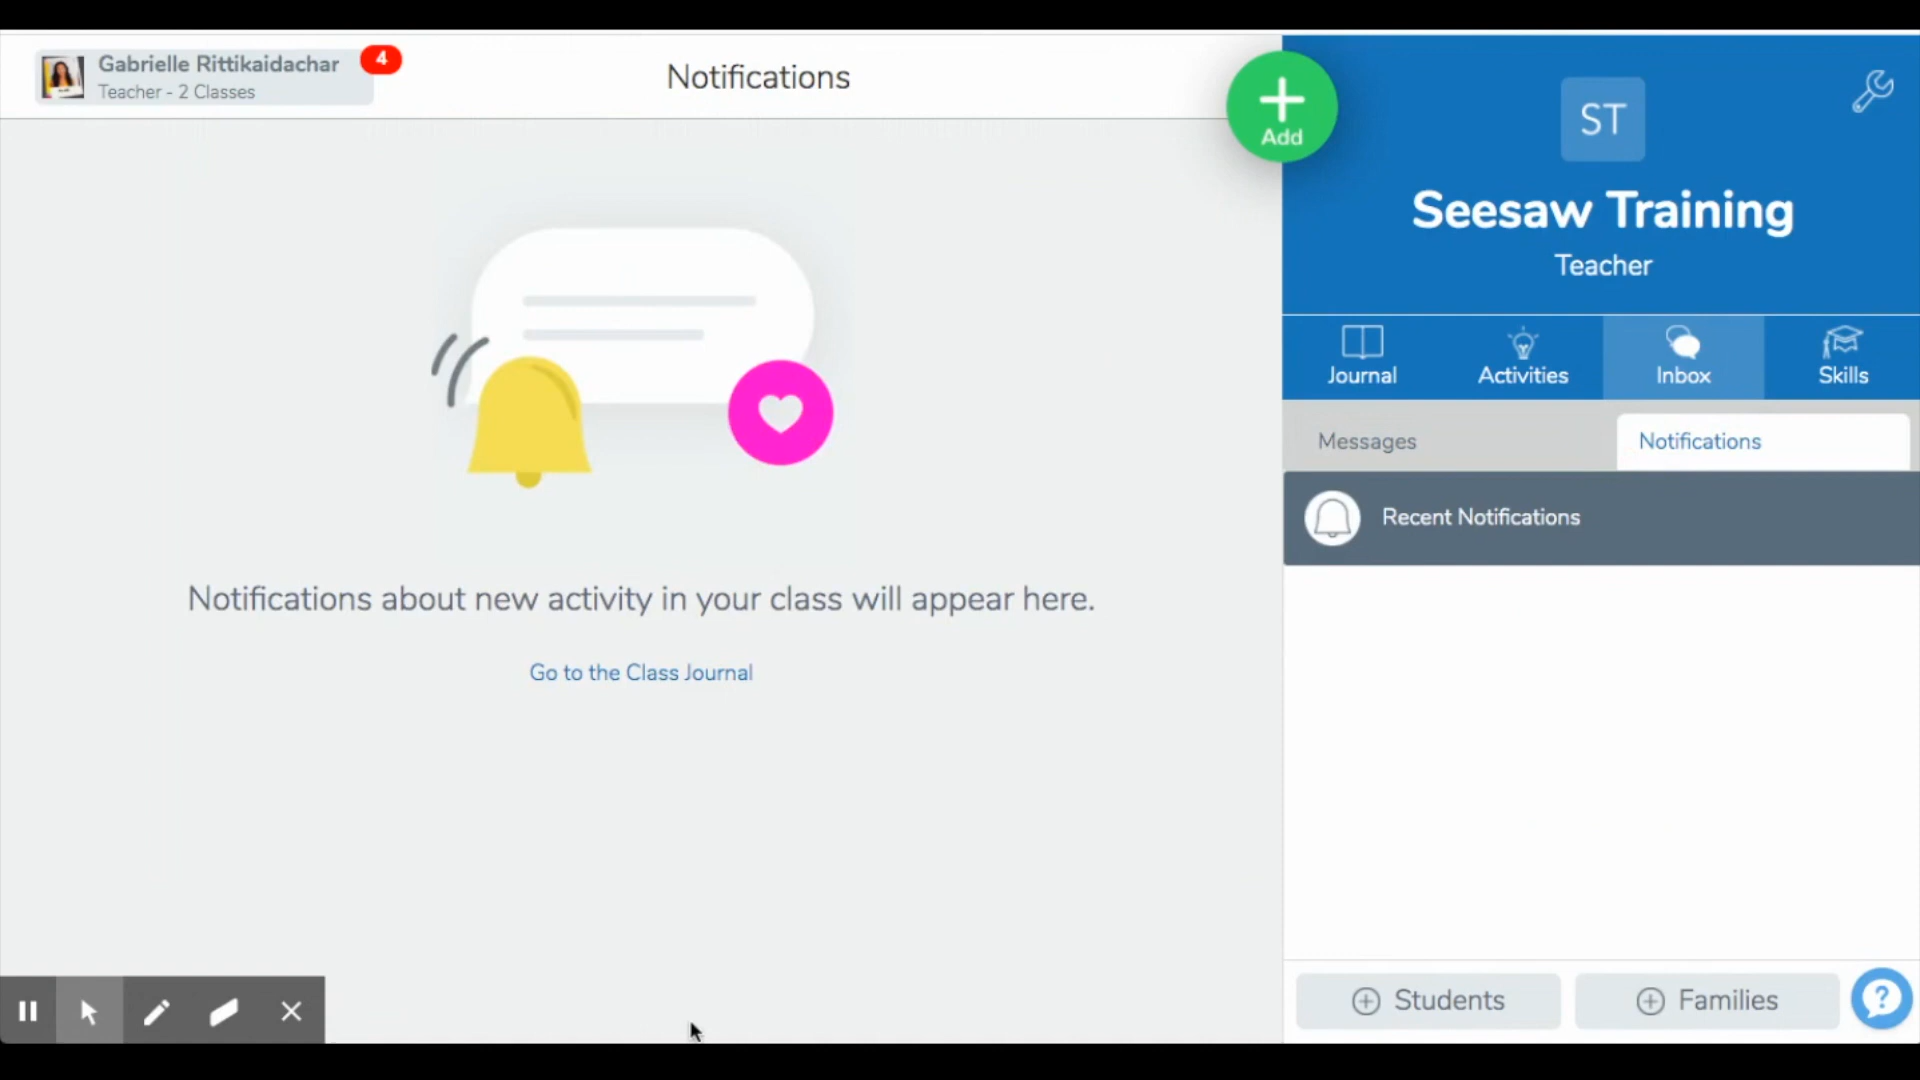 Gabrielle Rittikaidachar
Teacher - 2 Classes
4
Notifications
Add
ST
Seesaw Training
Teacher
Journal
Activities
Inbox
Skills
Messages
Notifications
Recent Notifications
Notifications about new activity in your class will appear here.
Go to the Class Journal
Students
Families
?